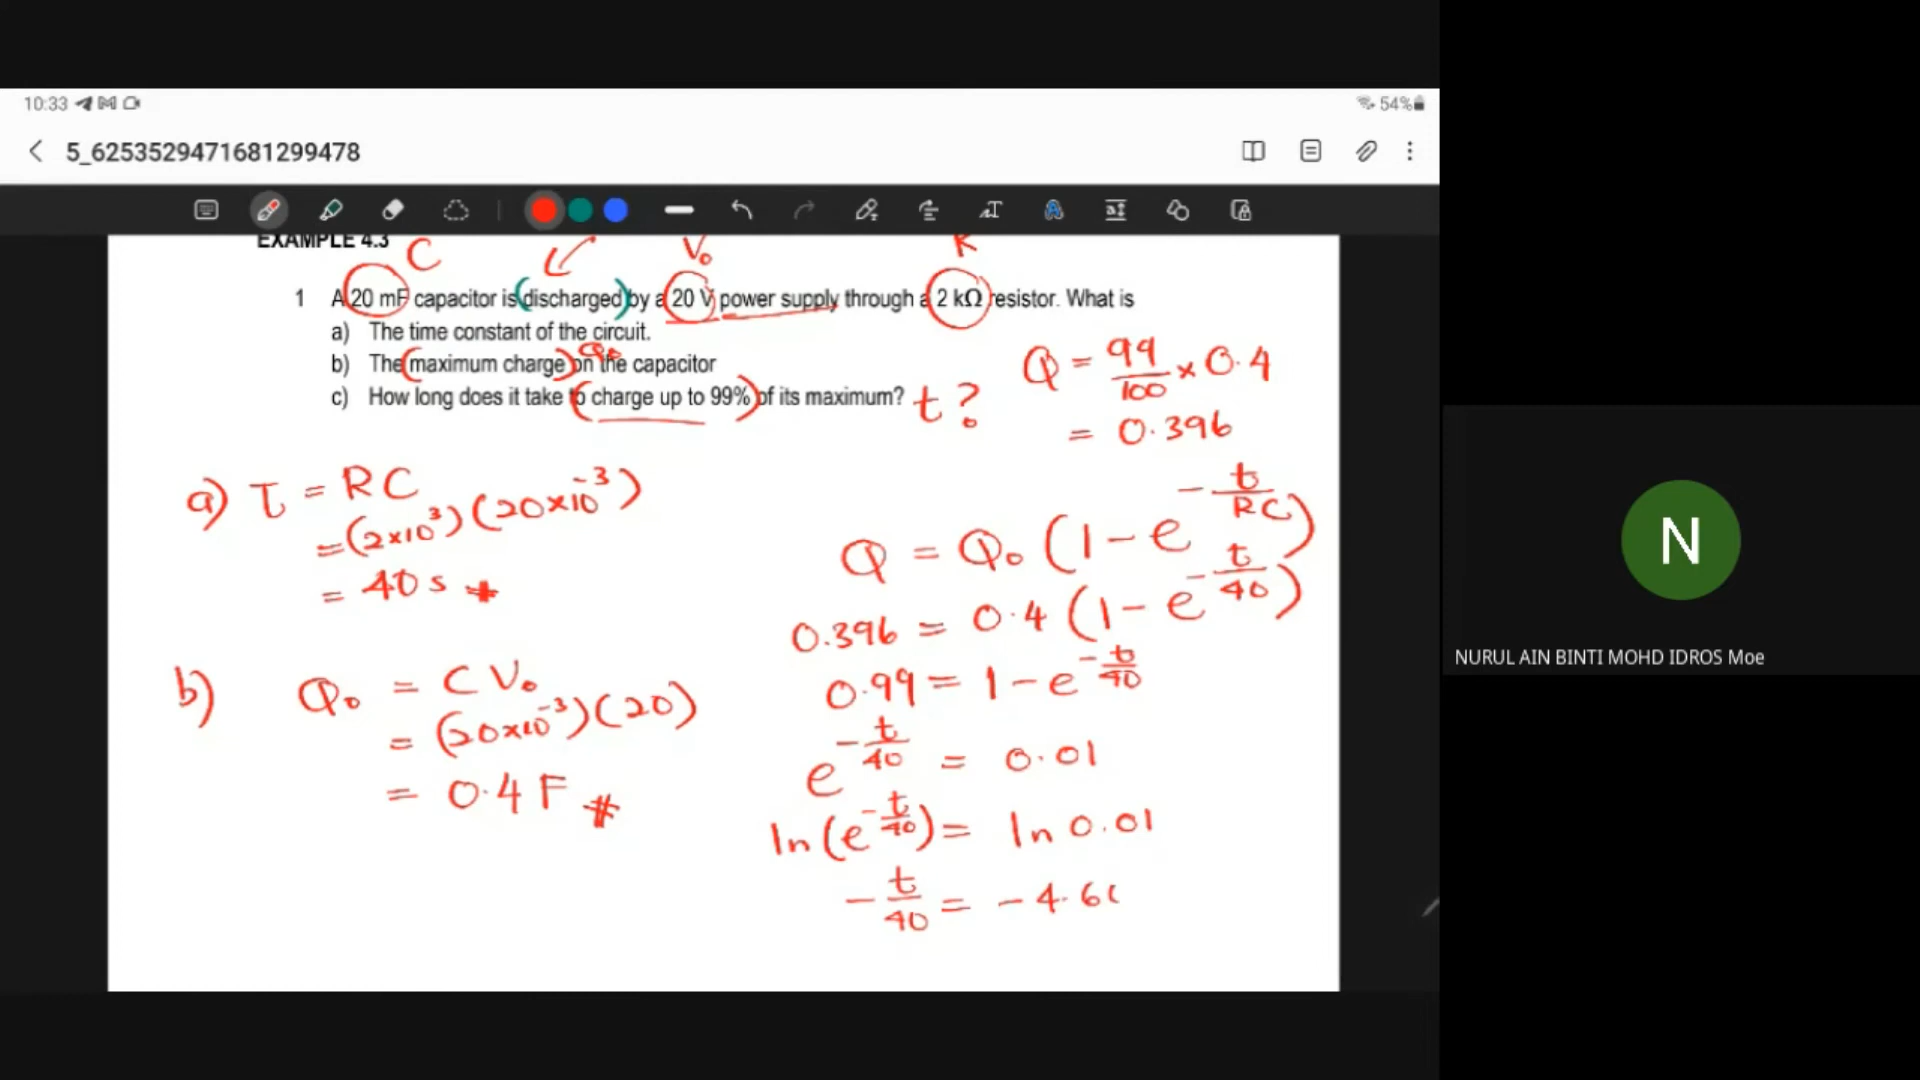 10:33 54%
5_6253529471681299478
EXAMPLE 4.3
C V₀ R
1 A 20 mF capacitor is discharged by a 20 V power supply through a 2 kΩ resistor. What is
a) The time constant of the circuit.
Q₀
b) The maximum charge on the capacitor
c) How long does it take to charge up to 99% of its maximum? t?
Q = 99/100 × 0.4
= 0.396
a) τ = RC
= (2×10³)(20×10⁻³)
= 40 s
b) Q₀ = CV₀
= (20×10⁻³)(20)
= 0.4 F #
Q = Q₀ (1 - e^(-t/RC))
0.396 = 0.4 (1 - e^(-t/40))
0.99 = 1 - e^(-t/40)
e^(-t/40) = 0.01
ln(e^(-t/40)) = ln 0.01
-t/40 = -4.6
N
NURUL AIN BINTI MOHD IDROS Moe